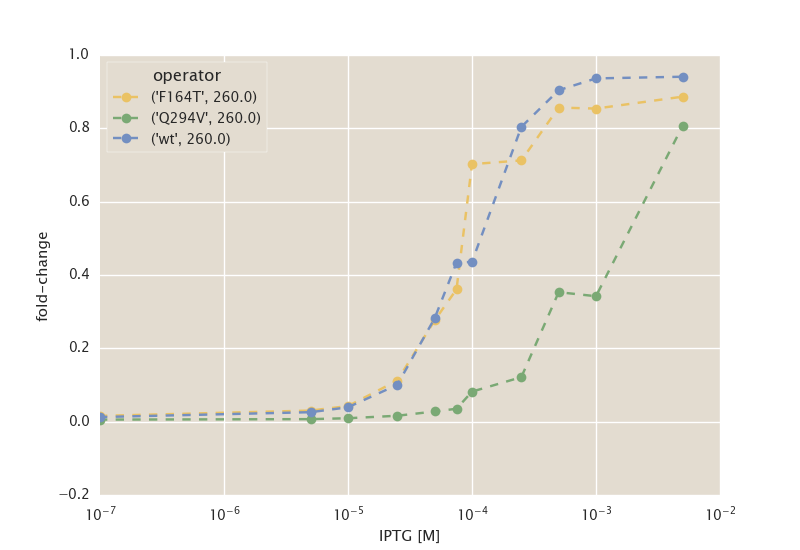 operator
('F164T', 260.0)
('Q294V', 260.0)
('wt', 260.0)
fold-change
1.0
0.8
0.6
0.4
0.2
0.0
−0.2
10⁻⁷ 10⁻⁶ 10⁻⁵ 10⁻⁴ 10⁻³ 10⁻²
IPTG [M]